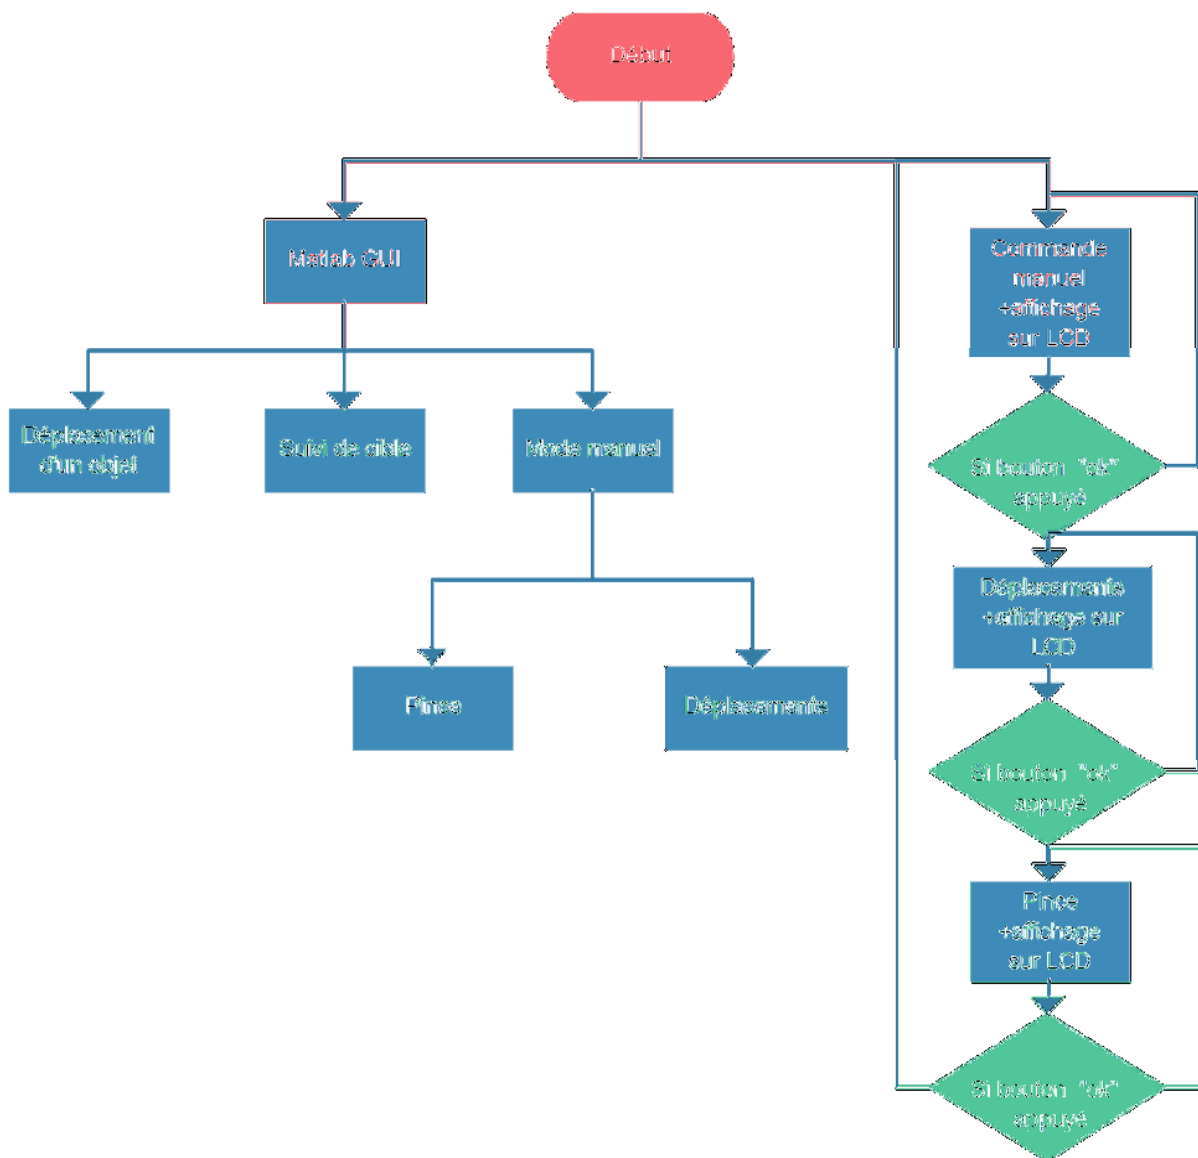 Début
Matlab GUI
Commande
manuel
+affichage
sur LCD
Déplacement
d'un objet
Suivi de cible
Mode manuel
Si bouton "ok"
appuyé
Déplacements
+affichage sur
LCD
Pince
Déplacements
Si bouton "ok"
appuyé
Pince
+affichage
sur LCD
Si bouton "ok"
appuyé